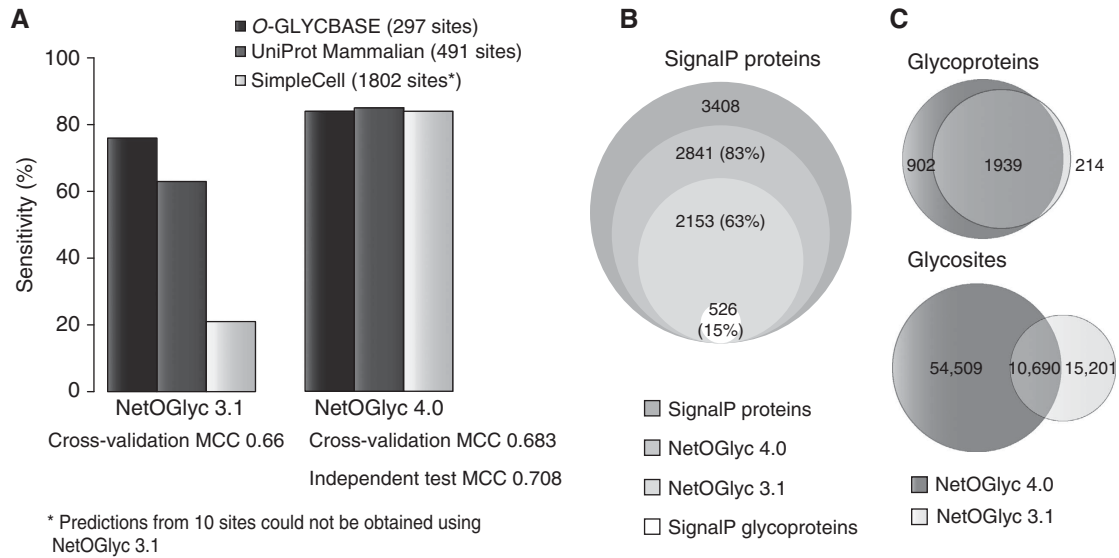 A
O-GLYCBASE (297 sites)
UniProt Mammalian (491 sites)
SimpleCell (1802 sites*)
100
80
60
40
20
0
Sensitivity (%)
NetOGlyc 3.1
NetOGlyc 4.0
Cross-validation MCC 0.66
Cross-validation MCC 0.683
Independent test MCC 0.708
* Predictions from 10 sites could not be obtained using
NetOGlyc 3.1
B
SignalP proteins
3408
2841 (83%)
2153 (63%)
526
(15%)
SignalP proteins
NetOGlyc 4.0
NetOGlyc 3.1
SignalP glycoproteins
C
Glycoproteins
902
1939
214
Glycosites
54,509
10,690
15,201
NetOGlyc 4.0
NetOGlyc 3.1